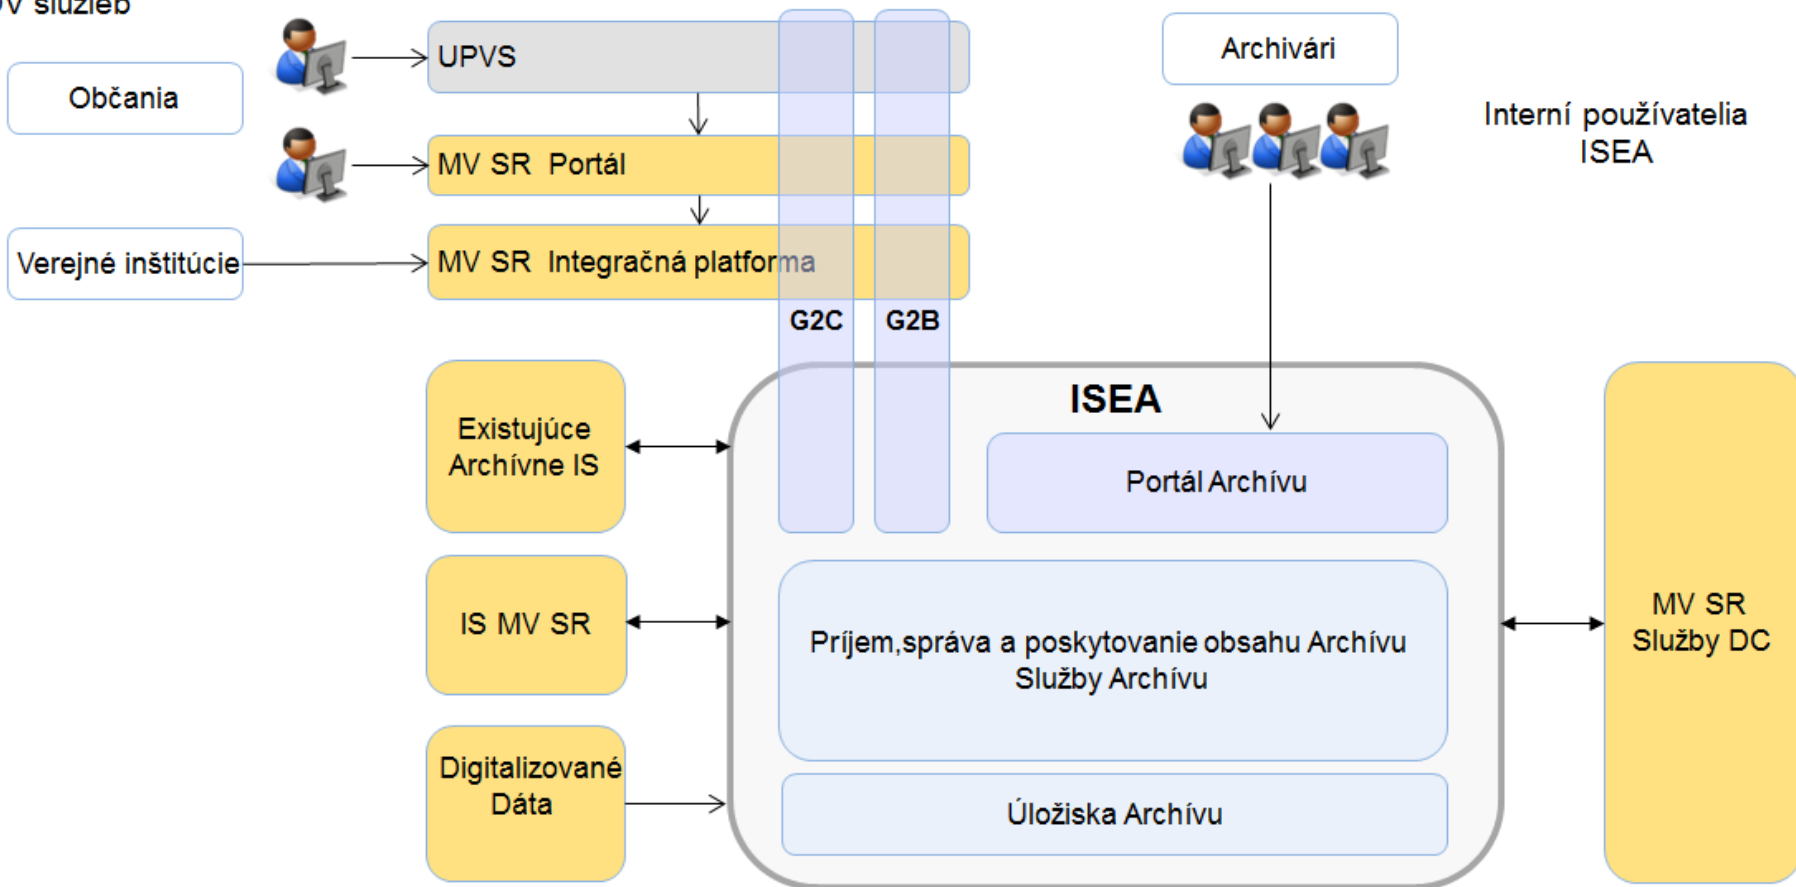 služieb
Občania
UPVS
Archivári
Interní používatelia
ISEA
MV SR Portál
Verejné inštitúcie
MV SR Integračná platforma
G2C
G2B
ISEA
Existujúce
Archívne IS
Portál Archívu
IS MV SR
Príjem,správa a poskytovanie obsahu Archívu
Služby Archívu
MV SR
Služby DC
Digitalizované
Dáta
Úložiska Archívu